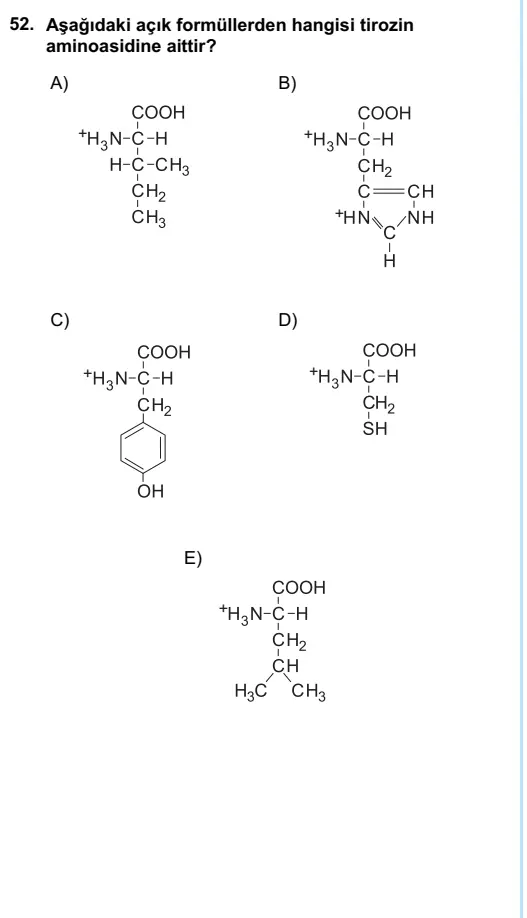 52. Aşağıdaki açık formüllerden hangisi tirozin
aminoasidine aittir?
A)
COOH
+H3N–C–H
H–C–CH3
CH2
CH3
B)
COOH
+H3N–C–H
CH2
C CH
+HN NH
C
H
C)
COOH
+H3N–C–H
CH2
OH
D)
COOH
+H3N–C–H
CH2
SH
E)
COOH
+H3N–C–H
CH2
CH
H3C CH3